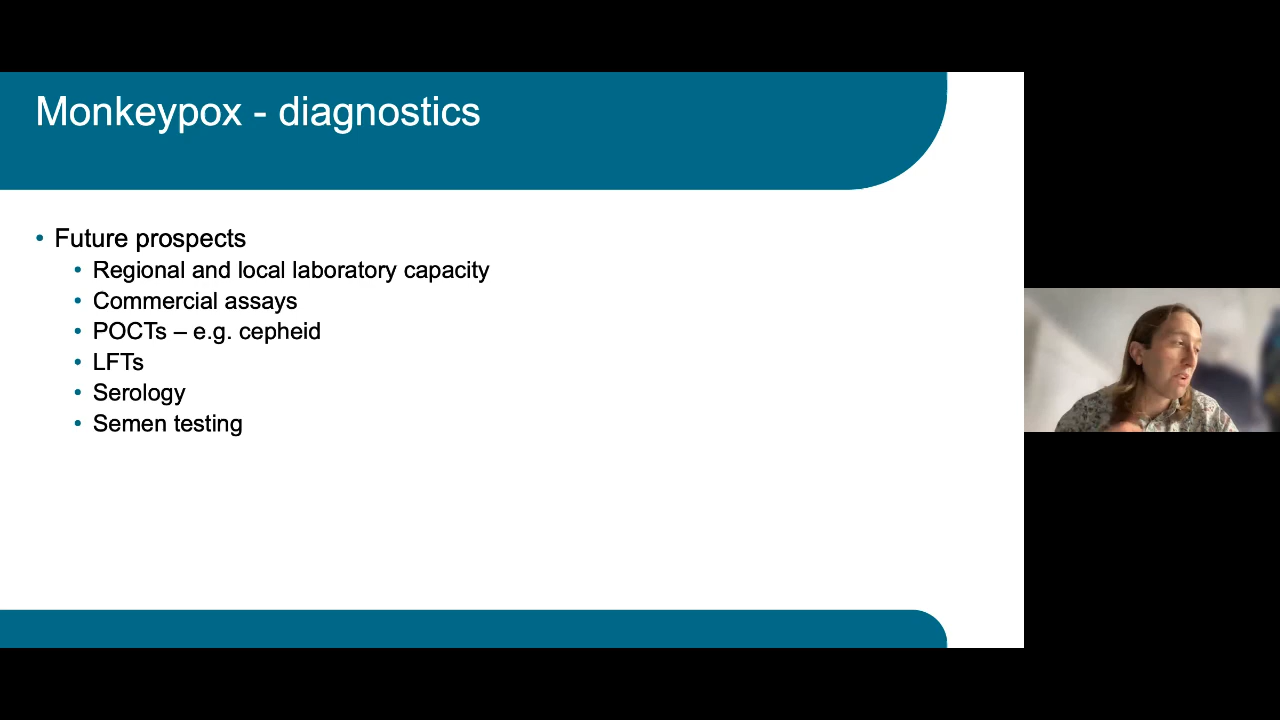 Monkeypox - diagnostics
• Future prospects
• Regional and local laboratory capacity
• Commercial assays
• POCTs – e.g. cepheid
• LFTs
• Serology
• Semen testing